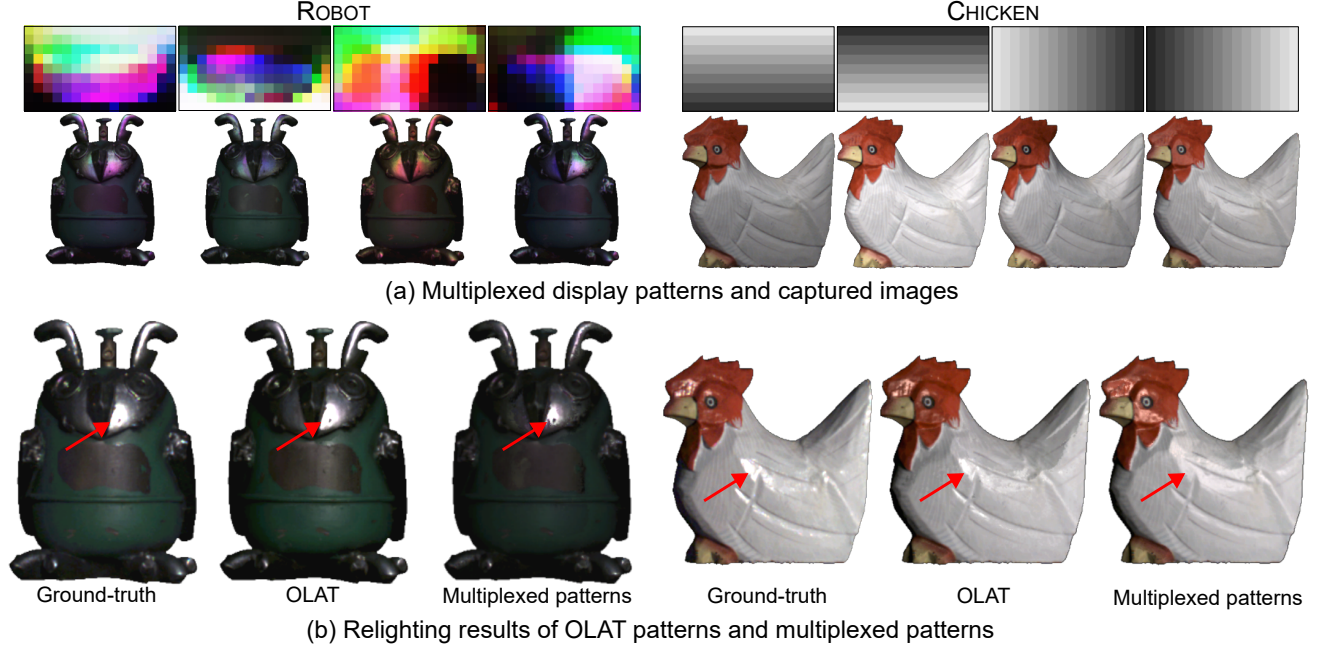 ROBOT
CHICKEN
(a) Multiplexed display patterns and captured images
Ground-truth
OLAT
Multiplexed patterns
Ground-truth
OLAT
Multiplexed patterns
(b) Relighting results of OLAT patterns and multiplexed patterns